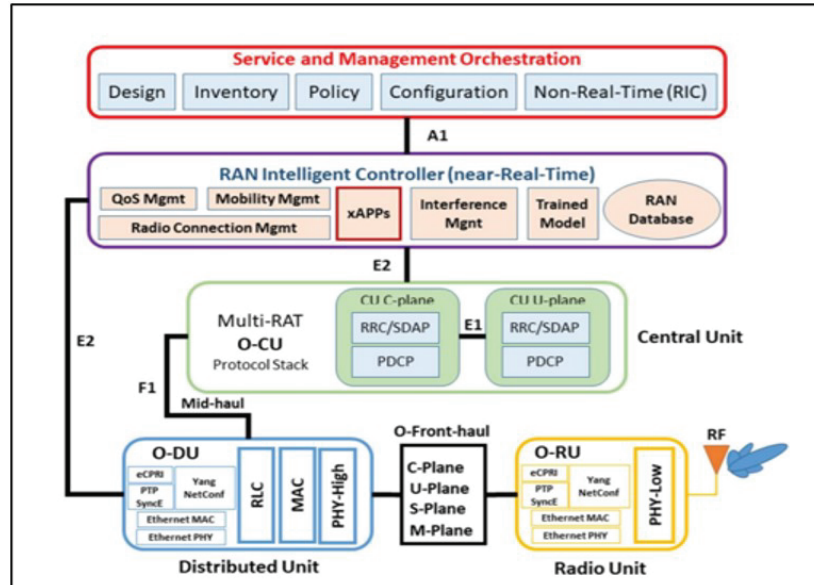 Service and Management Orchestration
Design
Inventory
Policy
Configuration
Non-Real-Time (RIC)
A1
RAN Intelligent Controller (near-Real-Time)
QoS Mgmt
Mobility Mgmt
Radio Connection Mgmt
xAPPs
Interference
Mgnt
Trained
Model
RAN
Database
E2
E2
Multi-RAT
O-CU
Protocol Stack
CU C-plane
RRC/SDAP
PDCP
E1
CU U-plane
RRC/SDAP
PDCP
Central Unit
F1
Mid-haul
O-DU
eCPRI
PTP
SyncE
Yang
NetConf
Ethernet MAC
Ethernet PHY
RLC
MAC
PHY-High
Distributed Unit
O-Front-haul
C-Plane
U-Plane
S-Plane
M-Plane
O-RU
eCPRI
PTP
SyncE
Yang
NetConf
Ethernet MAC
Ethernet PHY
PHY-Low
Radio Unit
RF